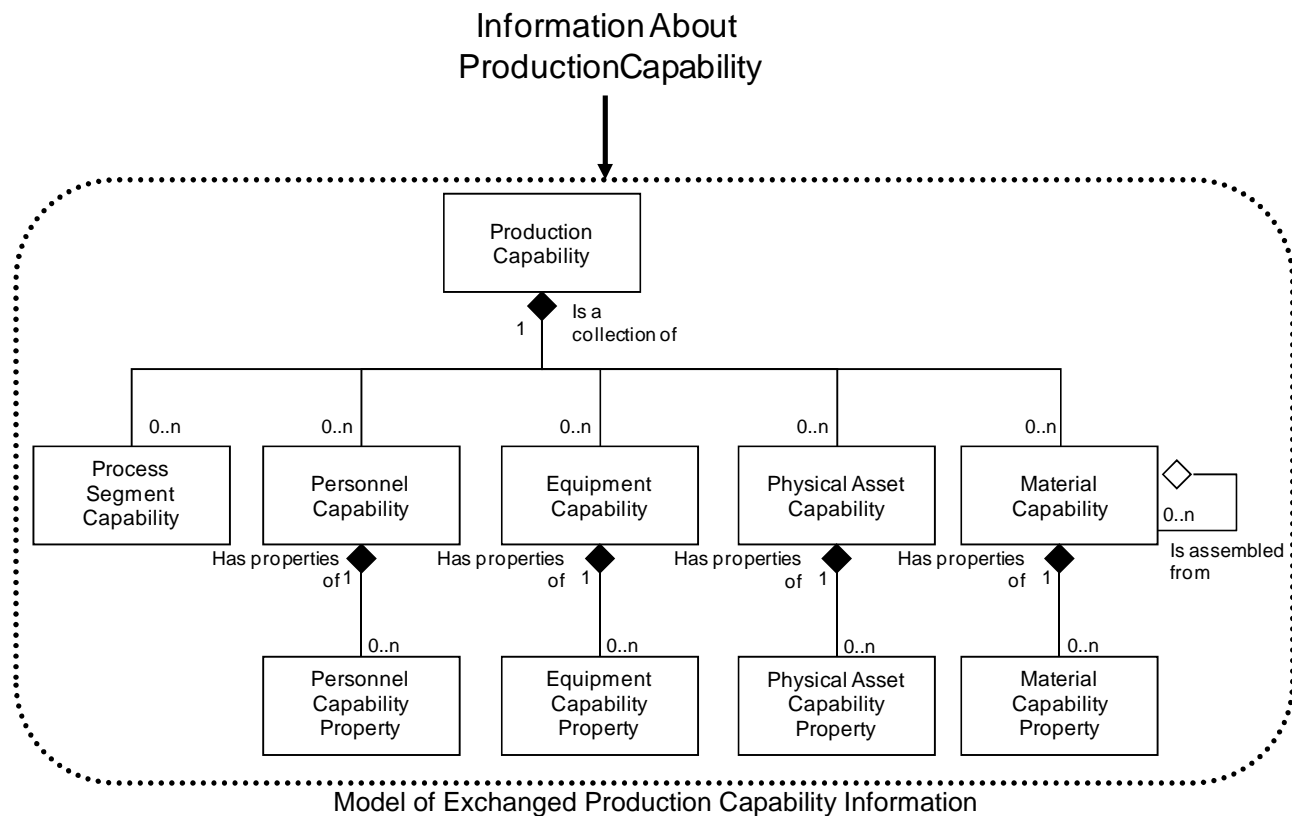 Information About
ProductionCapability
Production
Capability
1
Is a
collection of
0..n
0..n
0..n
0..n
0..n
Process
Segment
Capability
Personnel
Capability
Equipment
Capability
Physical Asset
Capability
Material
Capability
0..n
Is assembled
from
Has properties
of
1
Has properties
of
1
Has properties
of
1
Has properties
of
1
0..n
0..n
0..n
0..n
Personnel
Capability
Property
Equipment
Capability
Property
Physical Asset
Capability
Property
Material
Capability
Property
Model of Exchanged Production Capability Information